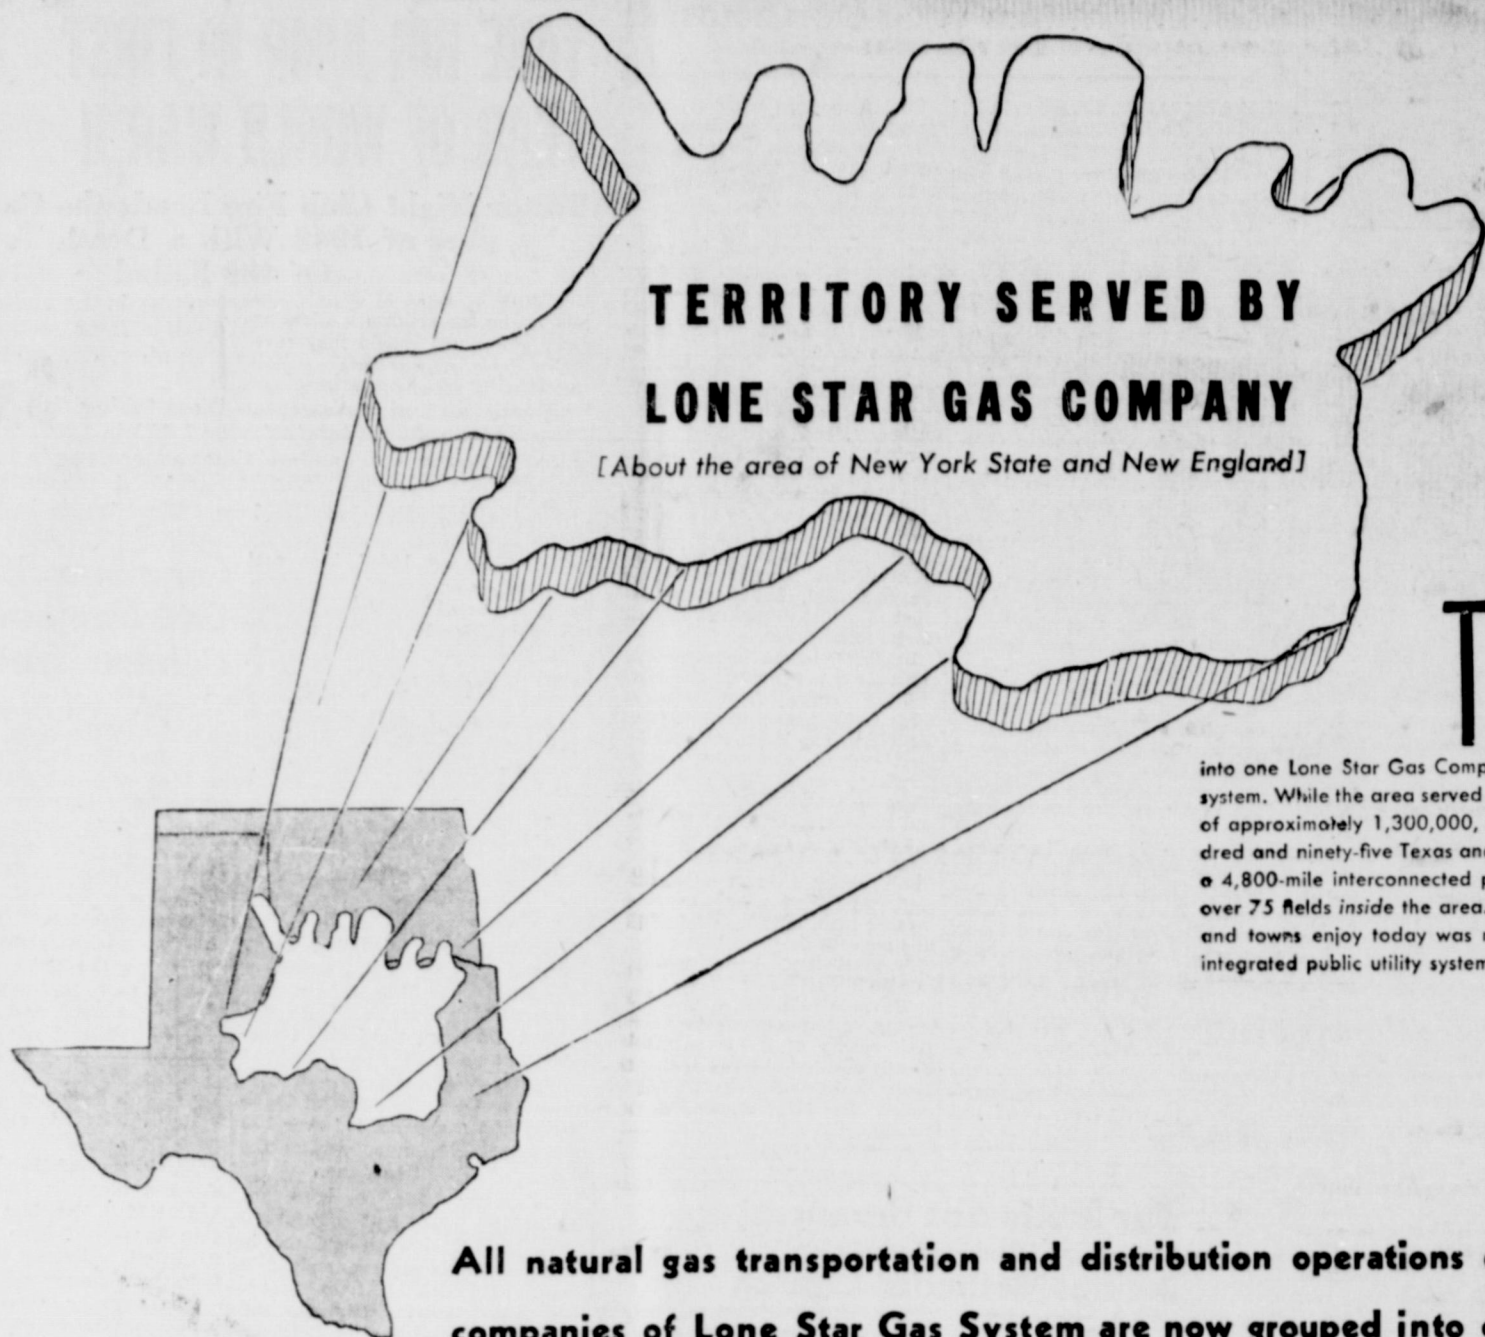 TERRITORY SERVED BY
LONE STAR GAS COMPANY
[About the area of New York State and New England]
T
into one Lone Star Gas Comp
system. While the area served
of approximately 1,300,000,
dred and ninety-five Texas an
a 4,800-mile interconnected p
over 75 fields inside the area.
and towns enjoy today was
integrated public utility system
All natural gas transportation and distribution operations
companies of Lone Star Gas System are now grouped into